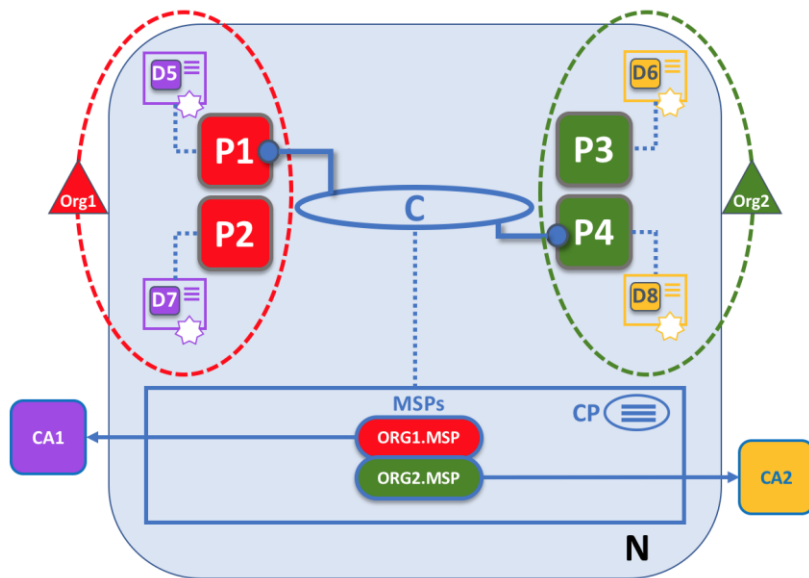 D5
D6
P1
P3
Org1
Org2
C
P2
P4
D7
D8
MSPs
CP
CA1
ORG1.MSP
ORG2.MSP
CA2
N